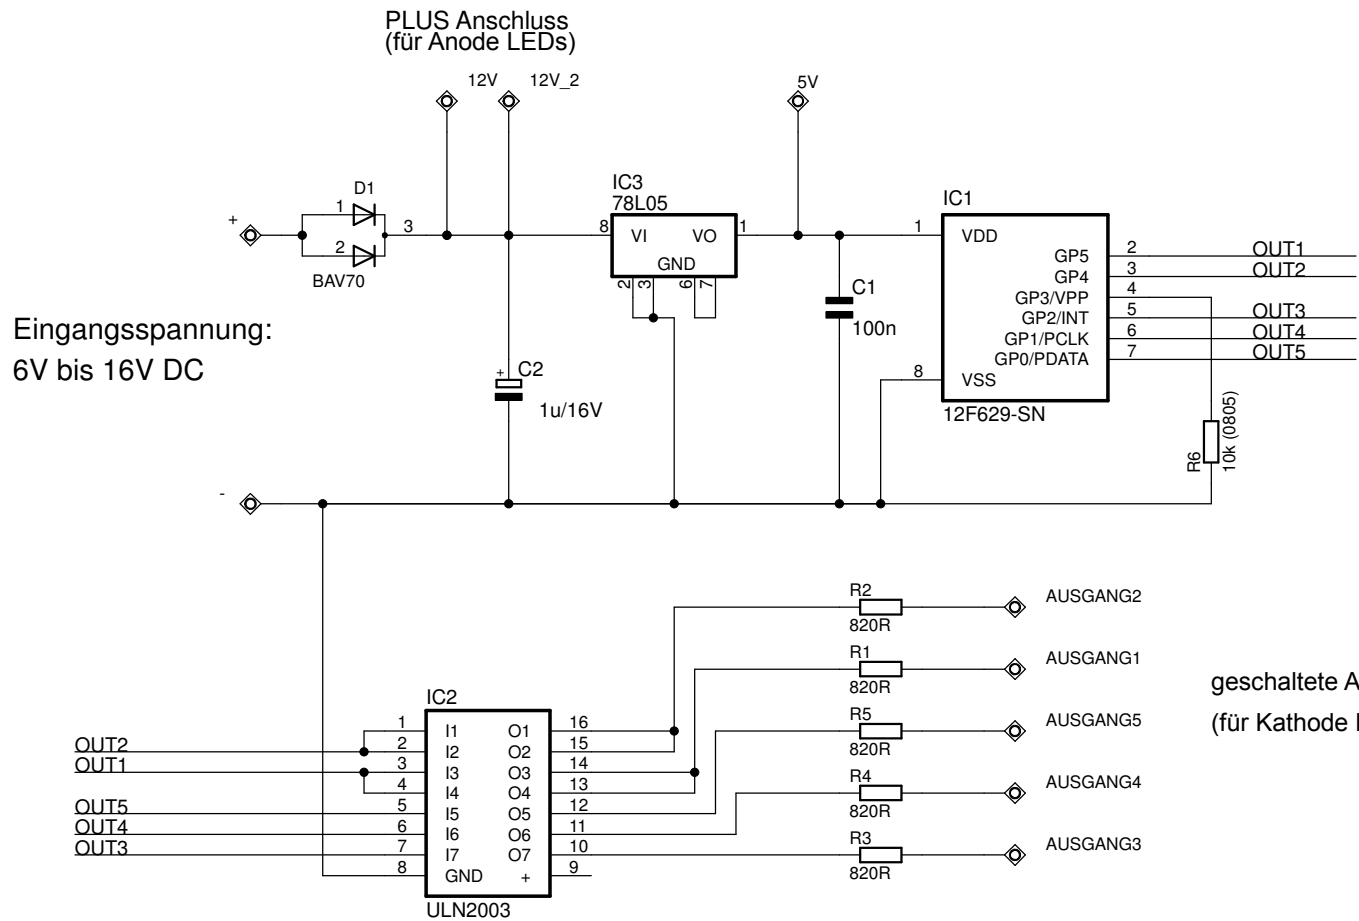 PLUS Anschluss
(für Anode LEDs)
12V 12V_2 5V
D1
1
2
3
BAV70
+
IC3
78L05
8 VI VO 1
GND
2 3 6 7
C1
100n
IC1
1 VDD
GP5 2 OUT1
GP4 3 OUT2
GP3/VPP 4
GP2/INT 5 OUT3
GP1/PCLK 6 OUT4
GP0/PDATA 7 OUT5
8 VSS
12F629-SN
Eingangsspannung:
6V bis 16V DC
+ C2
1u/16V
R6
10k (0805)
-
R2 AUSGANG2
820R
R1 AUSGANG1
820R
geschaltete A
R5 AUSGANG5
820R
(für Kathode
R4 AUSGANG4
820R
R3 AUSGANG3
820R
IC2
1 I1 O1 16
OUT2 2 I2 O2 15
OUT1 3 I3 O3 14
4 I4 O4 13
OUT5 5 I5 O5 12
OUT4 6 I6 O6 11
OUT3 7 I7 O7 10
8 GND + 9
ULN2003